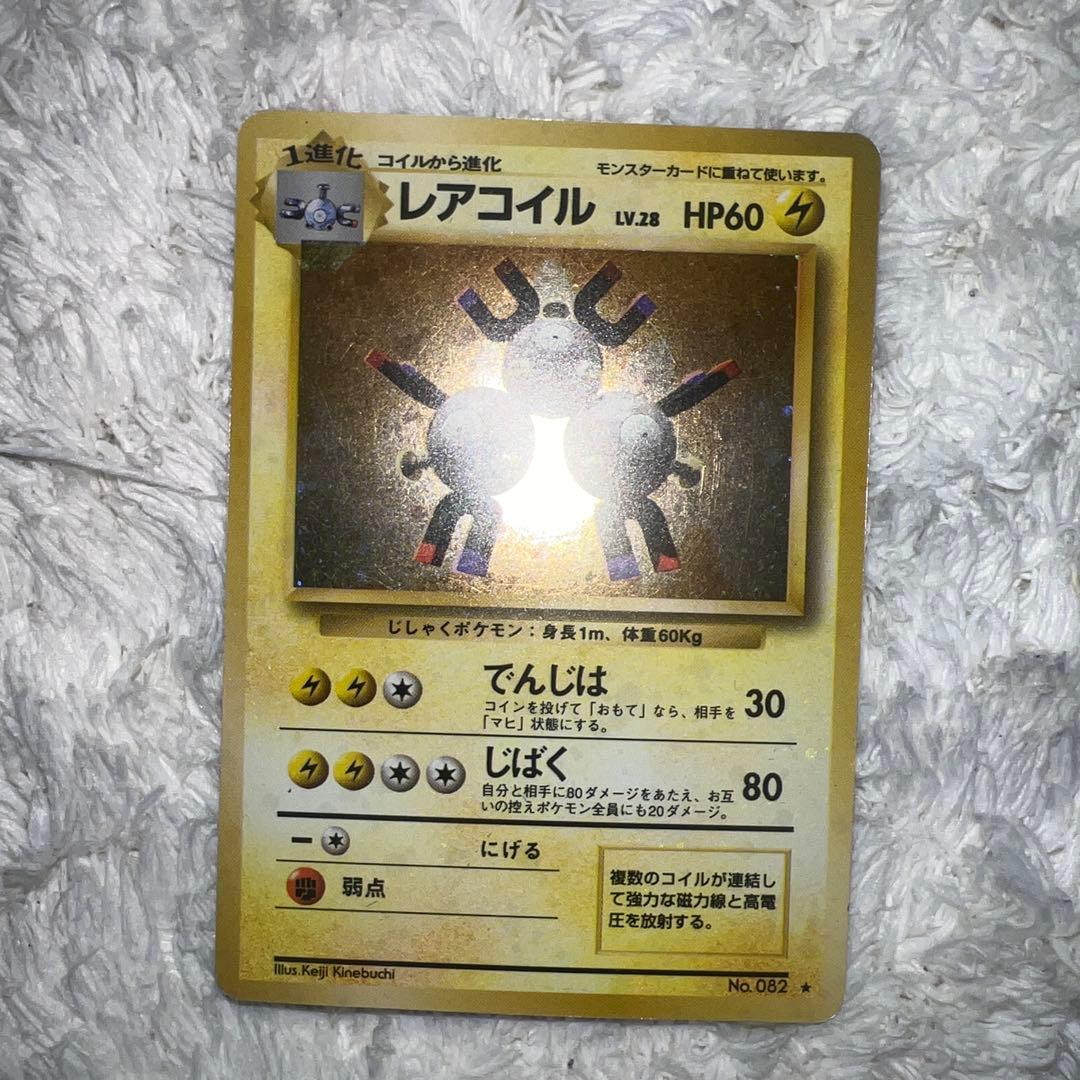 1進化 コイルから進化 モンスターカードに重ねて使います。
レアコイル LV.28 HP60
じしゃくポケモン：身長1m、体重60Kg
でんじは 30
コインを投げて「おもて」なら、相手を
「マヒ」状態にする。
じばく 80
自分と相手に80ダメージをあたえ、お互
いの控えポケモン全員にも20ダメージ。
にげる
弱点
複数のコイルが連結し
て強力な磁力線と高電
圧を放射する。
Illus.Keiji Kinebuchi
No.082 ★